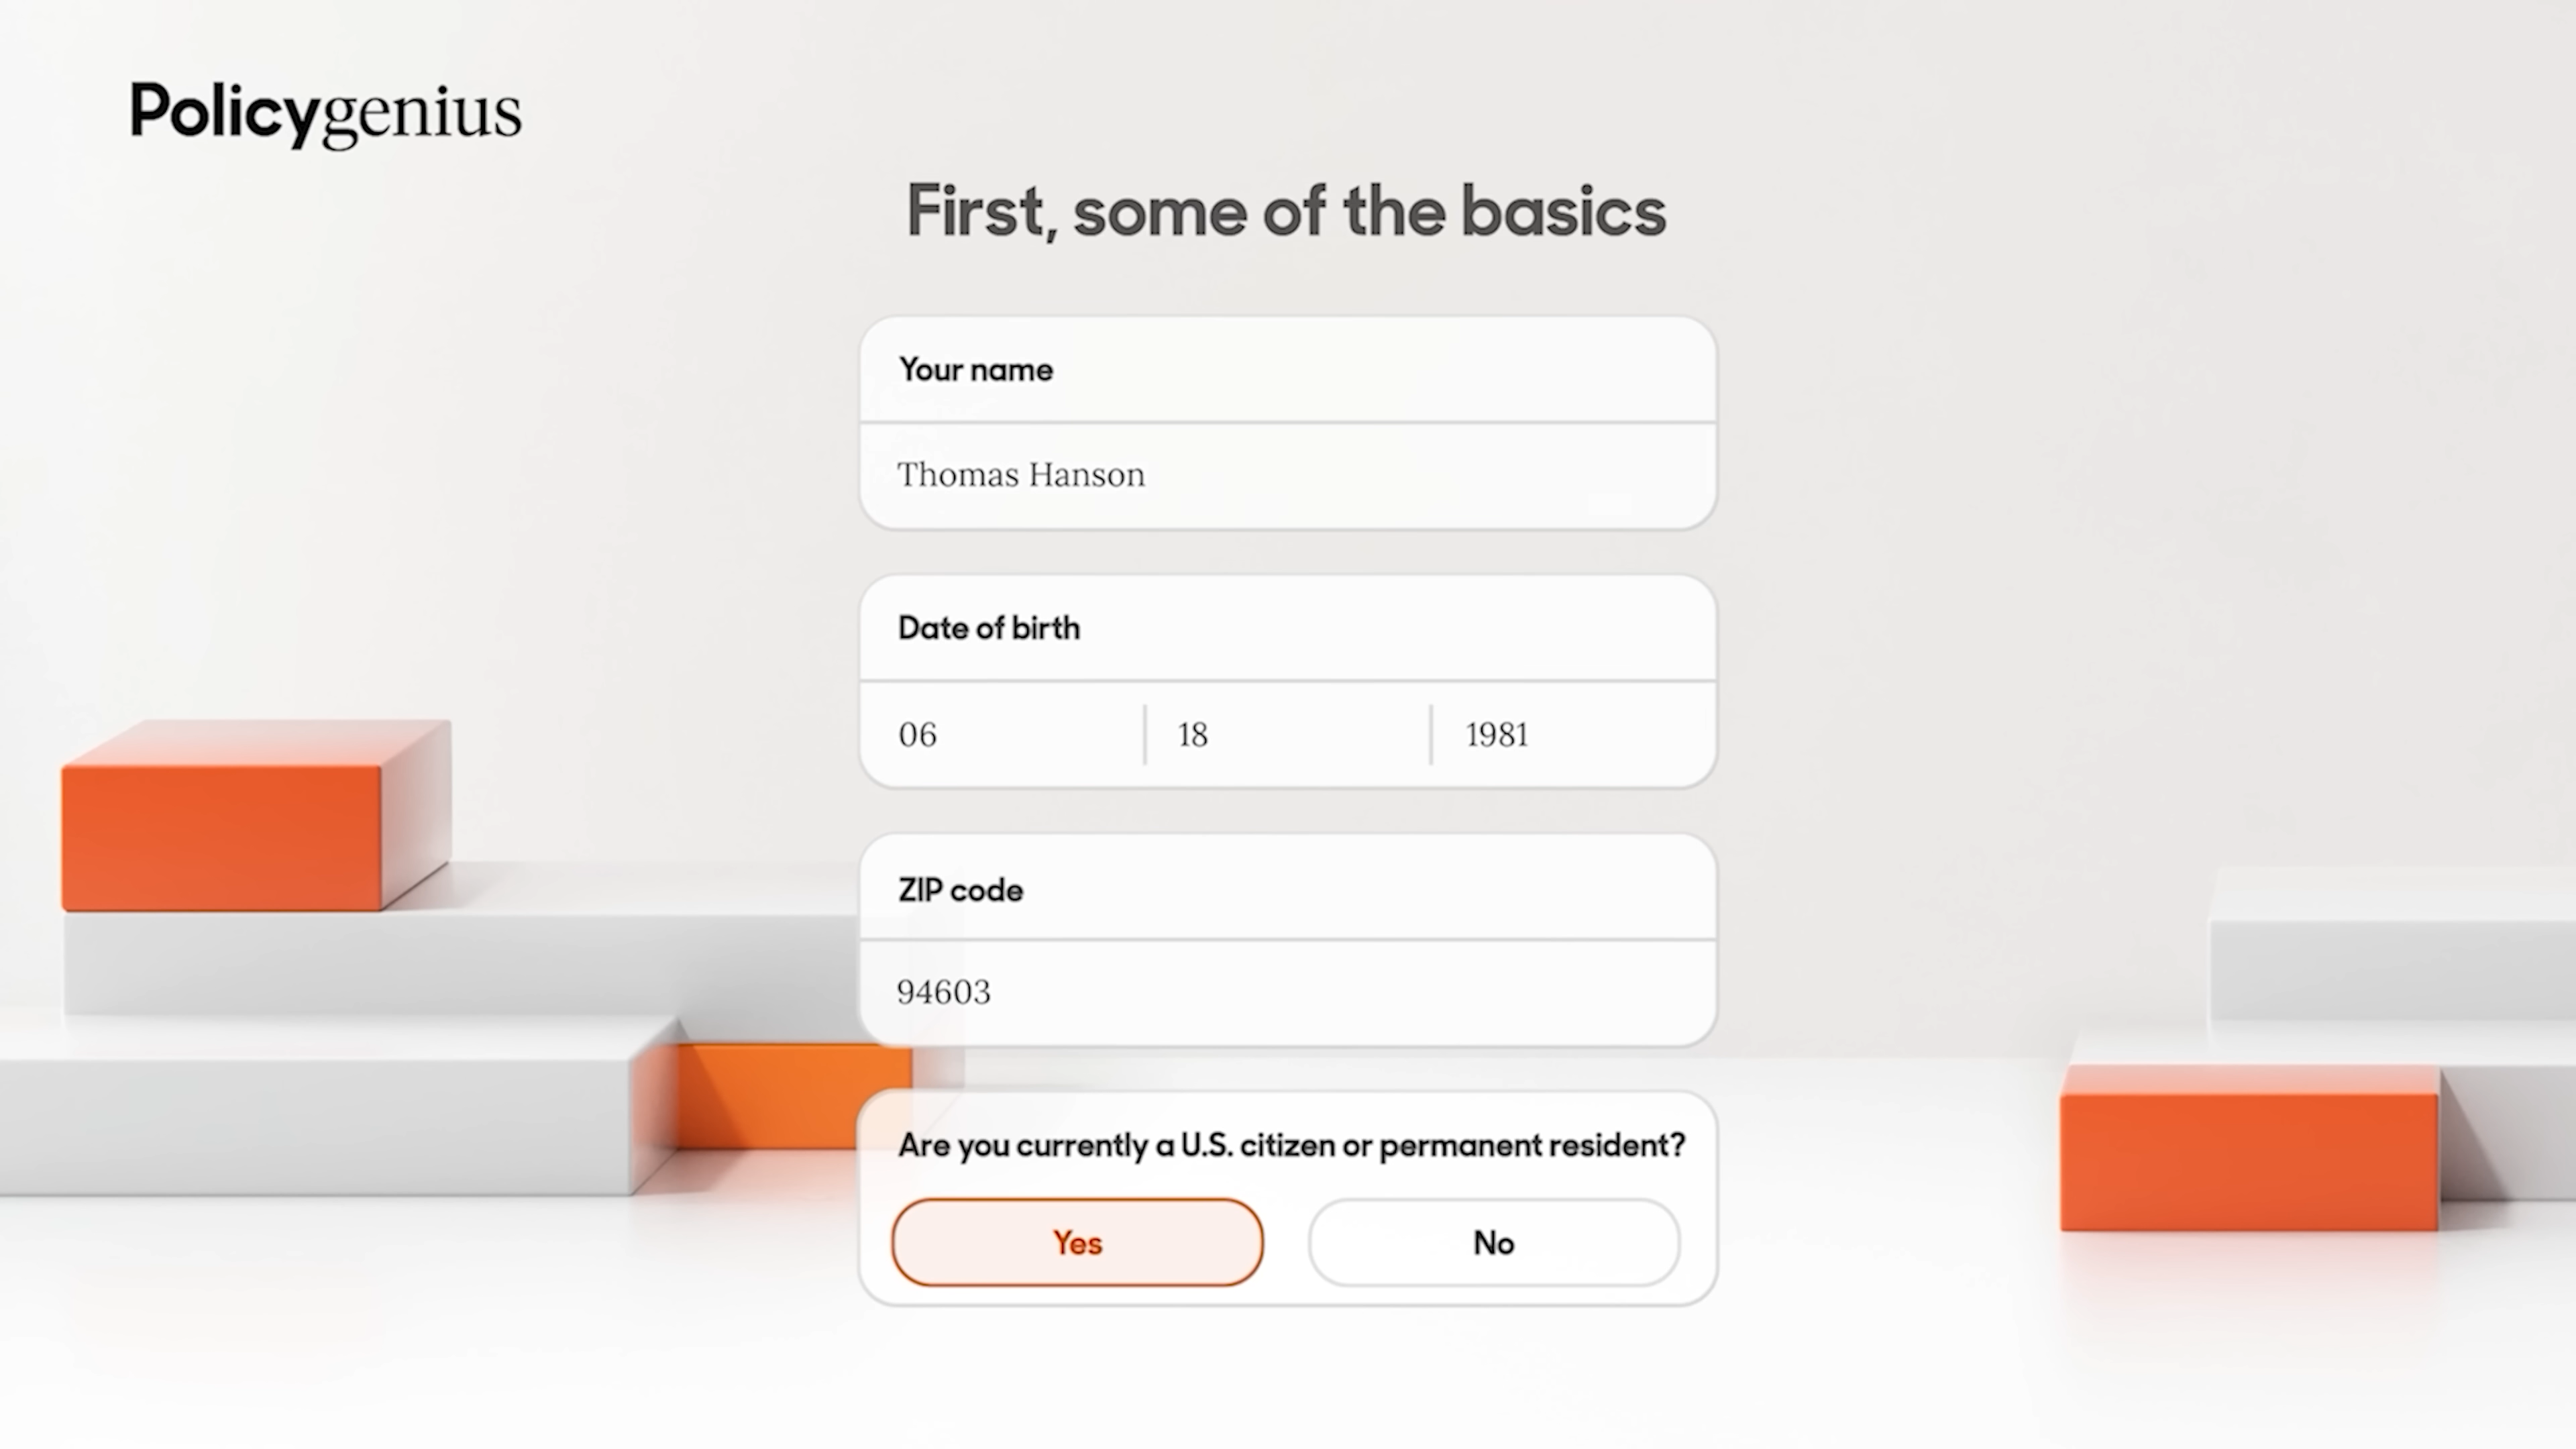 Policygenius
First, some of the basics
Your name
Thomas Hanson
Date of birth
06 18 1981
ZIP code
94603
Are you currently a U.S. citizen or permanent resident?
Yes No